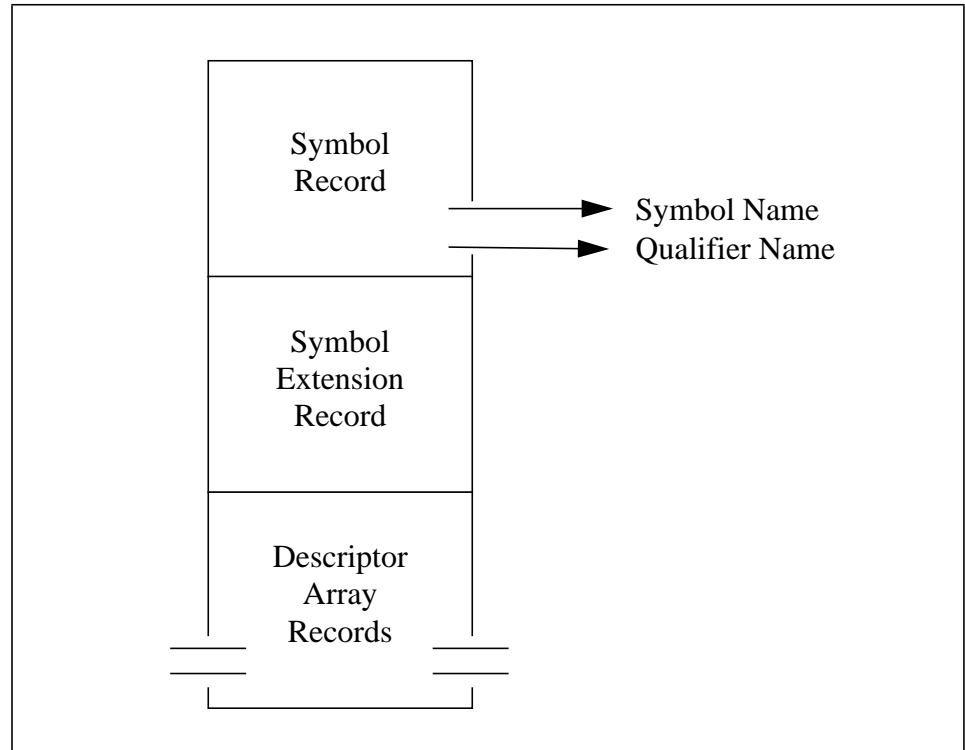 Symbol
Record
Symbol Name
Qualifier Name
Symbol
Extension
Record
Descriptor
Array
Records